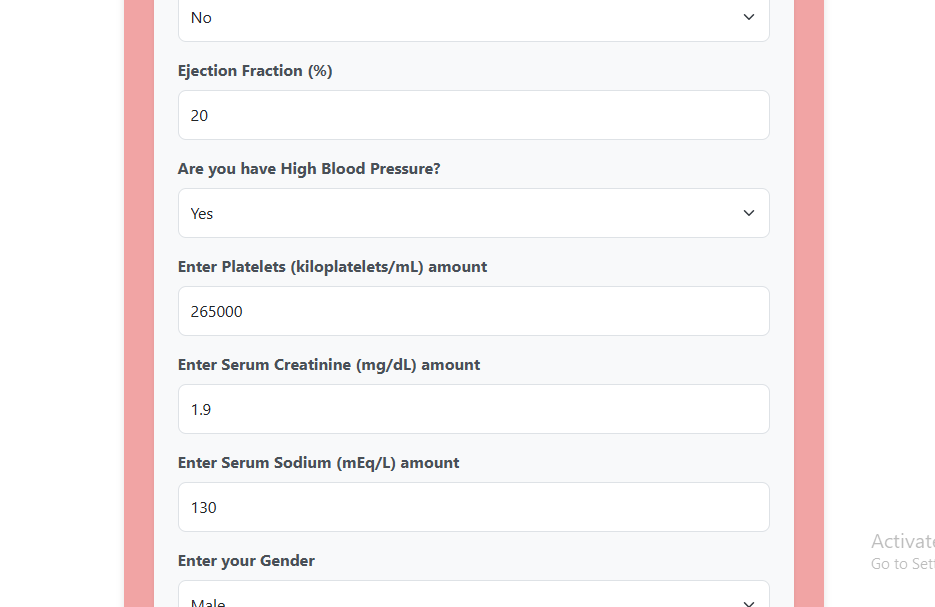 No
Ejection Fraction (%)
20
Are you have High Blood Pressure?
Yes
Enter Platelets (kiloplatelets/mL) amount
265000
Enter Serum Creatinine (mg/dL) amount
1.9
Enter Serum Sodium (mEq/L) amount
130
Activate
Go to Sett
Enter your Gender
Male